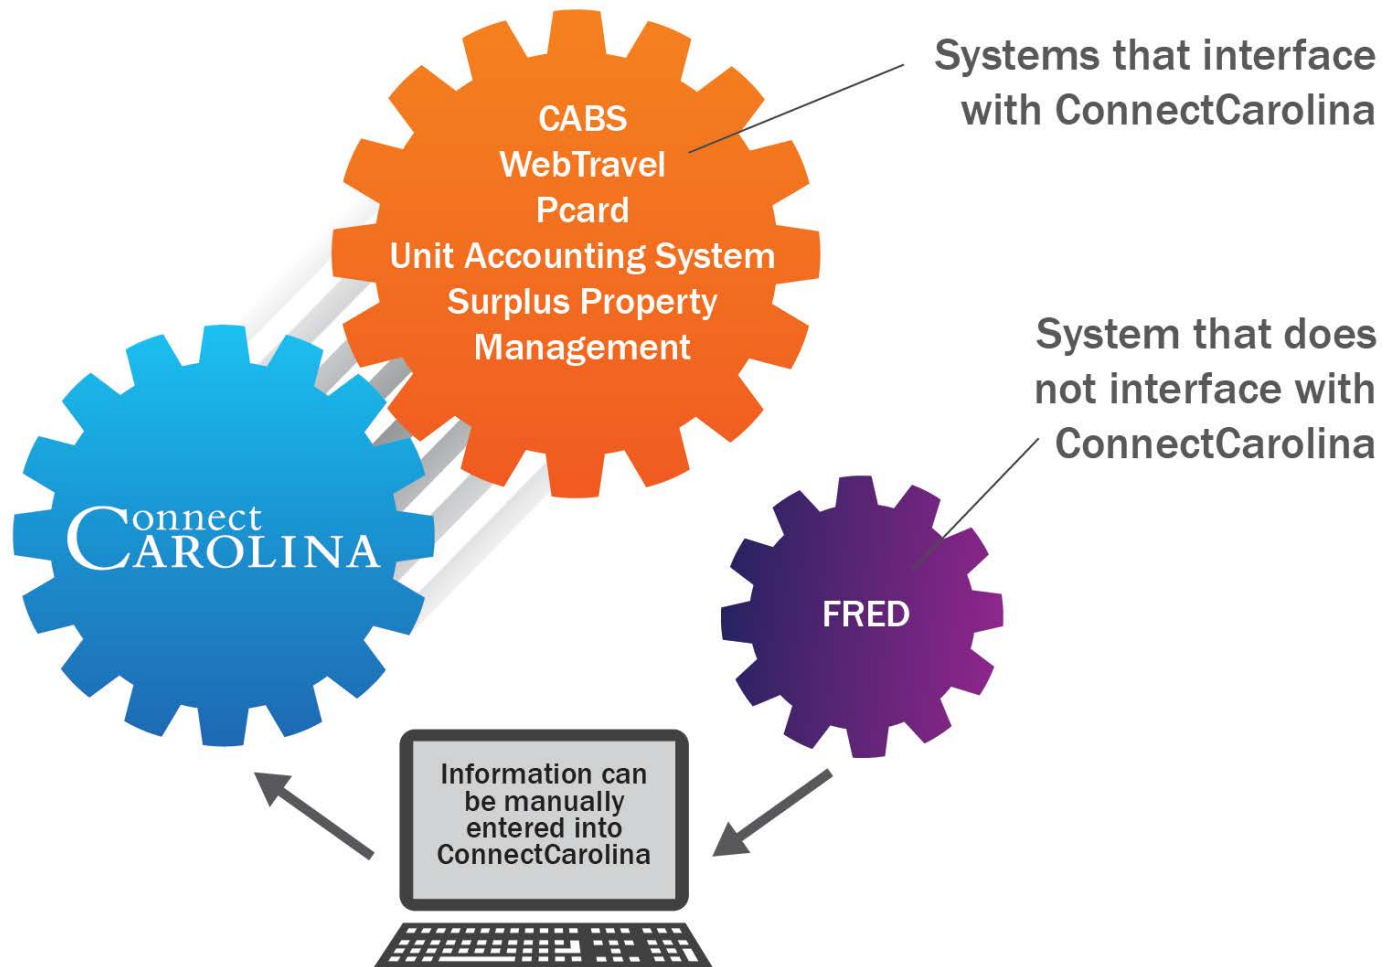 CABS
WebTravel
Pcard
Unit Accounting System
Surplus Property
Management
Systems that interface
with ConnectCarolina
System that does
not interface with
ConnectCarolina
Connect
CAROLINA
FRED
Information can
be manually
entered into
ConnectCarolina